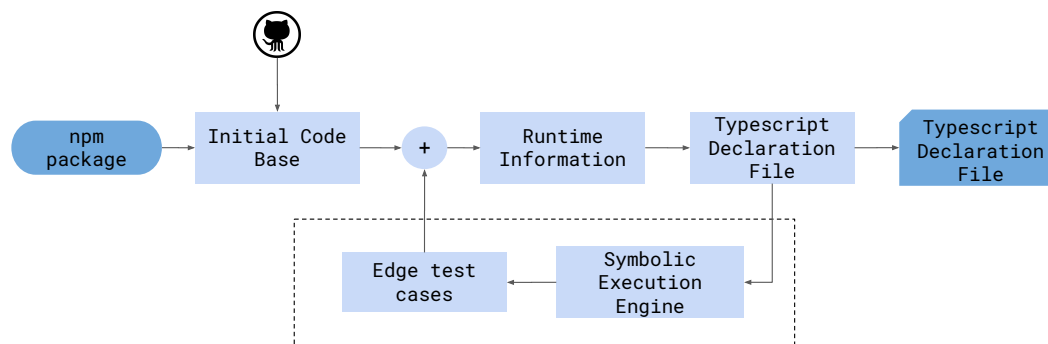 npm
package
Initial Code
Base
+
Runtime
Information
Typescript
Declaration
File
Typescript
Declaration
File
Edge test
cases
Symbolic
Execution
Engine